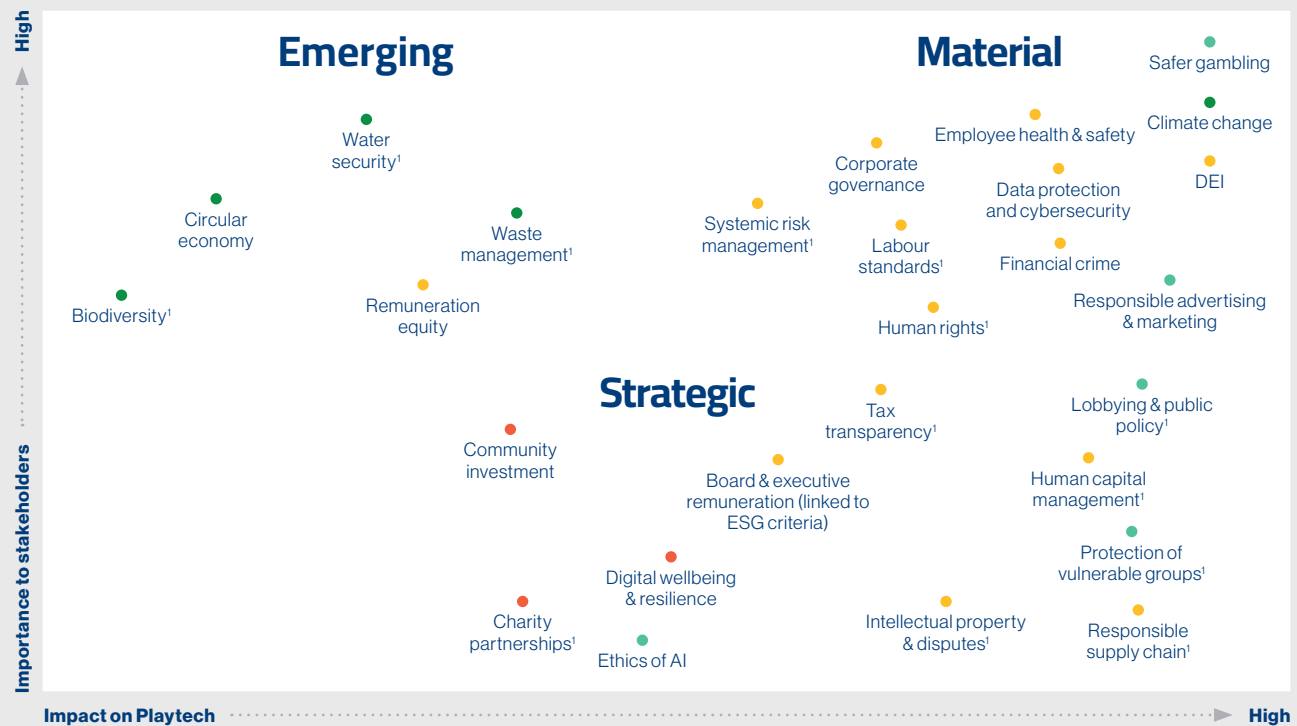 High
Importance to stakeholders
Emerging
Material
Strategic
Safer gambling
Climate change
Employee health & safety
Water
security¹
Corporate
governance
DEI
Data protection
and cybersecurity
Circular
economy
Waste
management¹
Systemic risk
management¹
Labour
standards¹
Financial crime
Biodiversity¹
Remuneration
equity
Responsible advertising
& marketing
Human rights¹
Tax
transparency¹
Lobbying & public
policy¹
Community
investment
Board & executive
remuneration (linked to
ESG criteria)
Human capital
management¹
Protection of
vulnerable groups¹
Digital wellbeing
& resilience
Charity
partnerships¹
Ethics of AI
Intellectual property
& disputes¹
Responsible
supply chain¹
Impact on Playtech
High